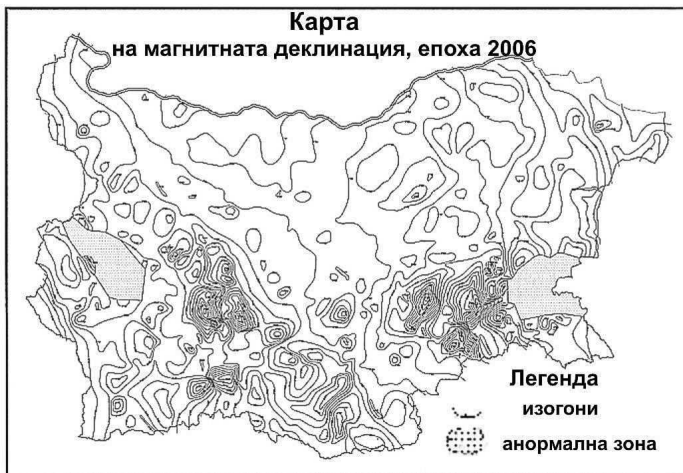 Карта
на магнитната деклинация, епоха 2006
Легенда
изогони
анормална зона